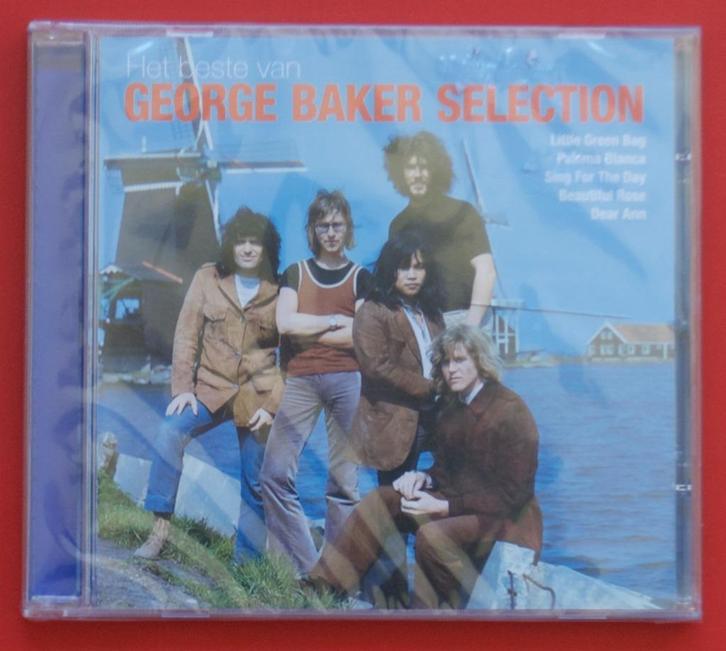 Het beste van
GEORGE BAKER SELECTION
Little Green Bag
Paloma Blanca
Sing For The Day
Beautiful Rose
Dear Ann